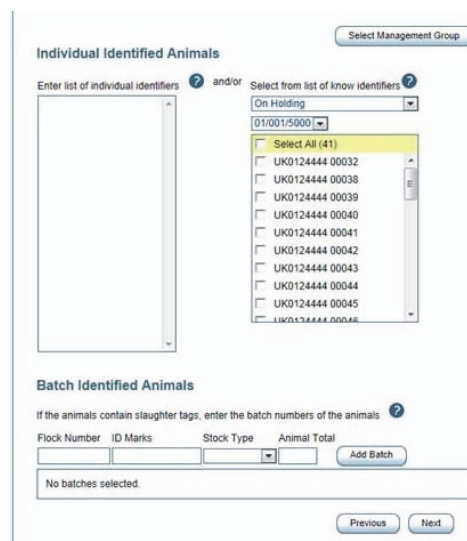 Select Management Group
Individual Identified Animals
Enter list of individual identifiers ? and/or Select from list of know identifiers ?
On Holding
01/001/5000
Select All (41)
UK0124444 00032
UK0124444 00038
UK0124444 00039
UK0124444 00040
UK0124444 00041
UK0124444 00042
UK0124444 00043
UK0124444 00044
UK0124444 00045
UK0124444 00046
Batch Identified Animals
If the animals contain slaughter tags, enter the batch numbers of the animals ?
Flock Number ID Marks Stock Type Animal Total
Add Batch
No batches selected.
Previous Next